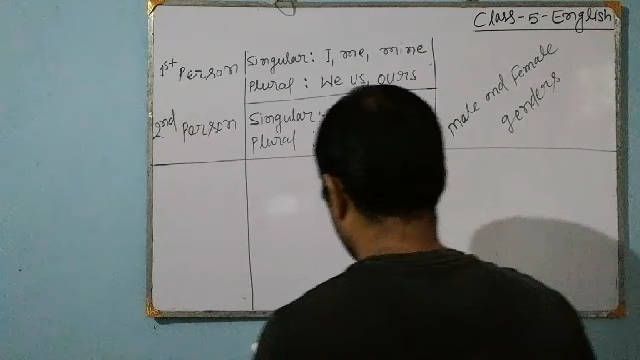 Class-5-English
1st person
Singular: I, me, mine
Plural: We us, ours
male and Female
genders
2nd person
Singular:
Plural :